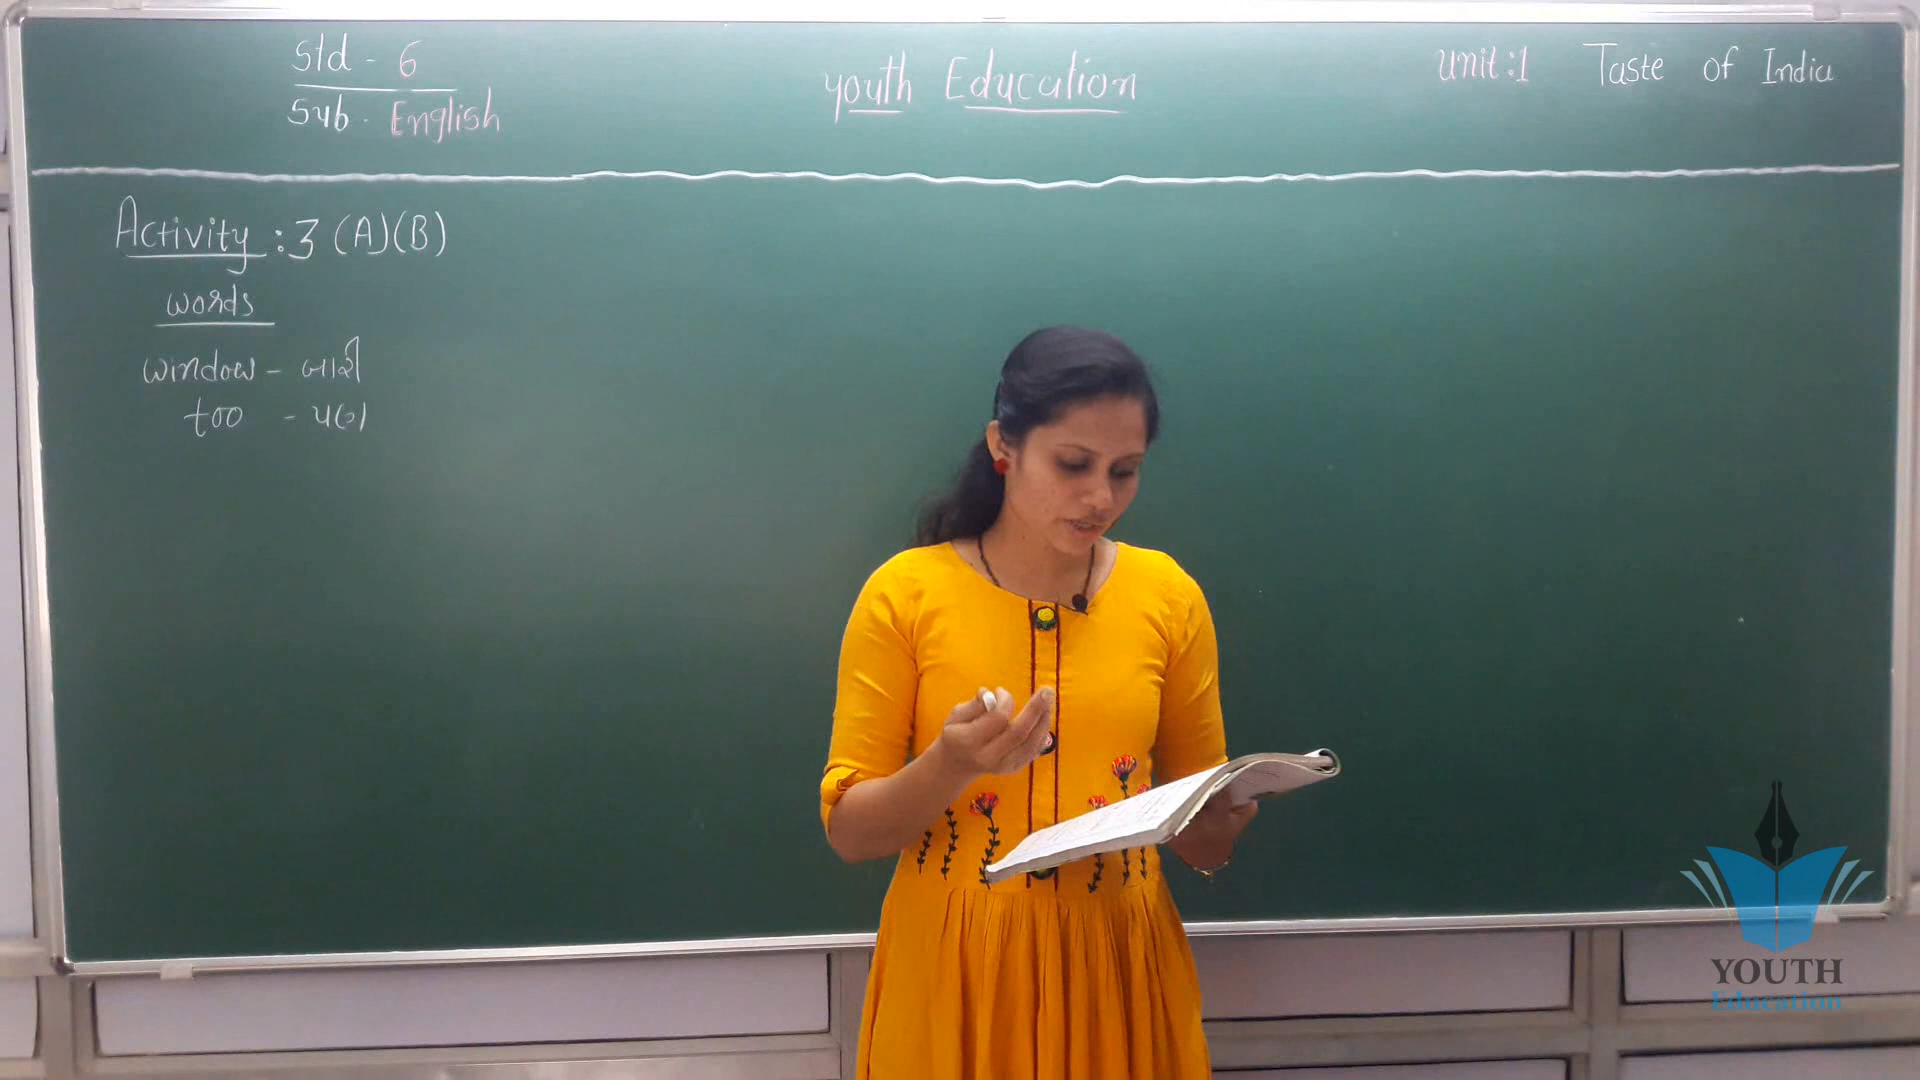 Std - 6
Sub - English
Youth Education
Unit:1 Taste of India
Activity : 3 (A)(B)
words
window - બારી
too - પણ
YOUTH
Education